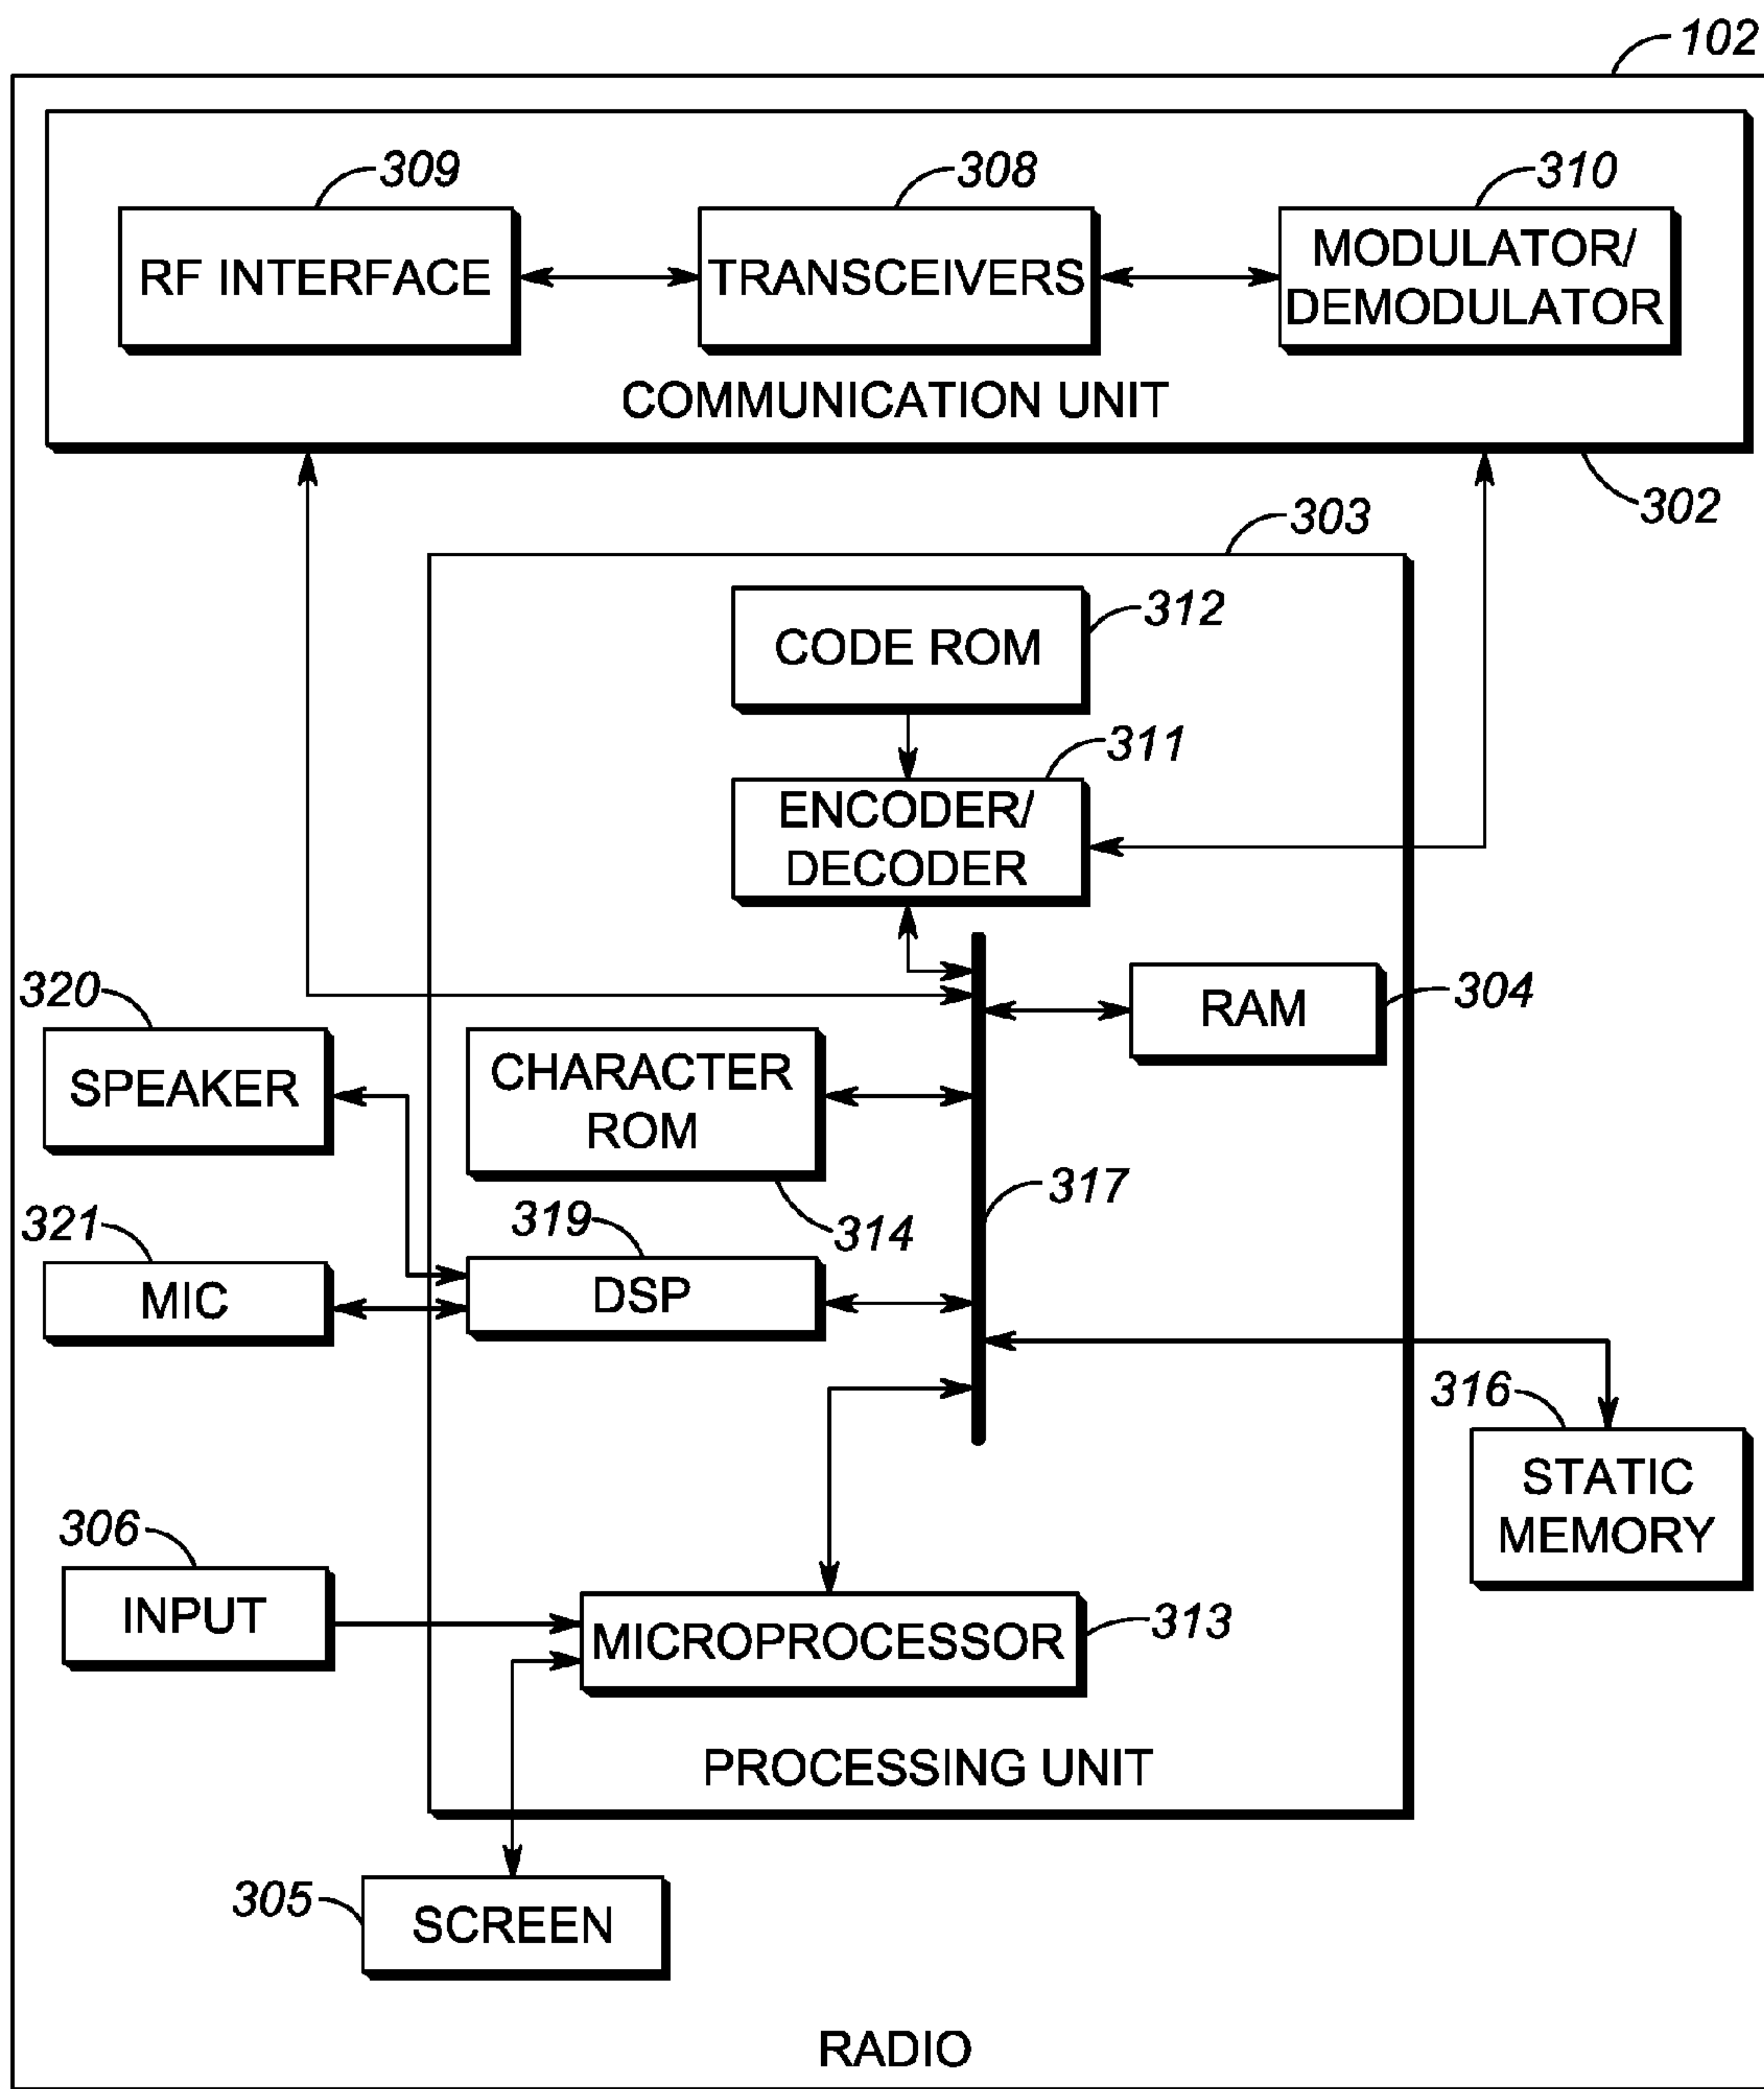 102
309
308
310
RF INTERFACE
TRANSCEIVERS
MODULATOR/
DEMODULATOR
COMMUNICATION UNIT
302
303
312
CODE ROM
311
ENCODER/
DECODER
320
304
RAM
SPEAKER
CHARACTER
ROM
317
321
319
314
MIC
DSP
316
STATIC
MEMORY
306
INPUT
313
MICROPROCESSOR
PROCESSING UNIT
305
SCREEN
RADIO